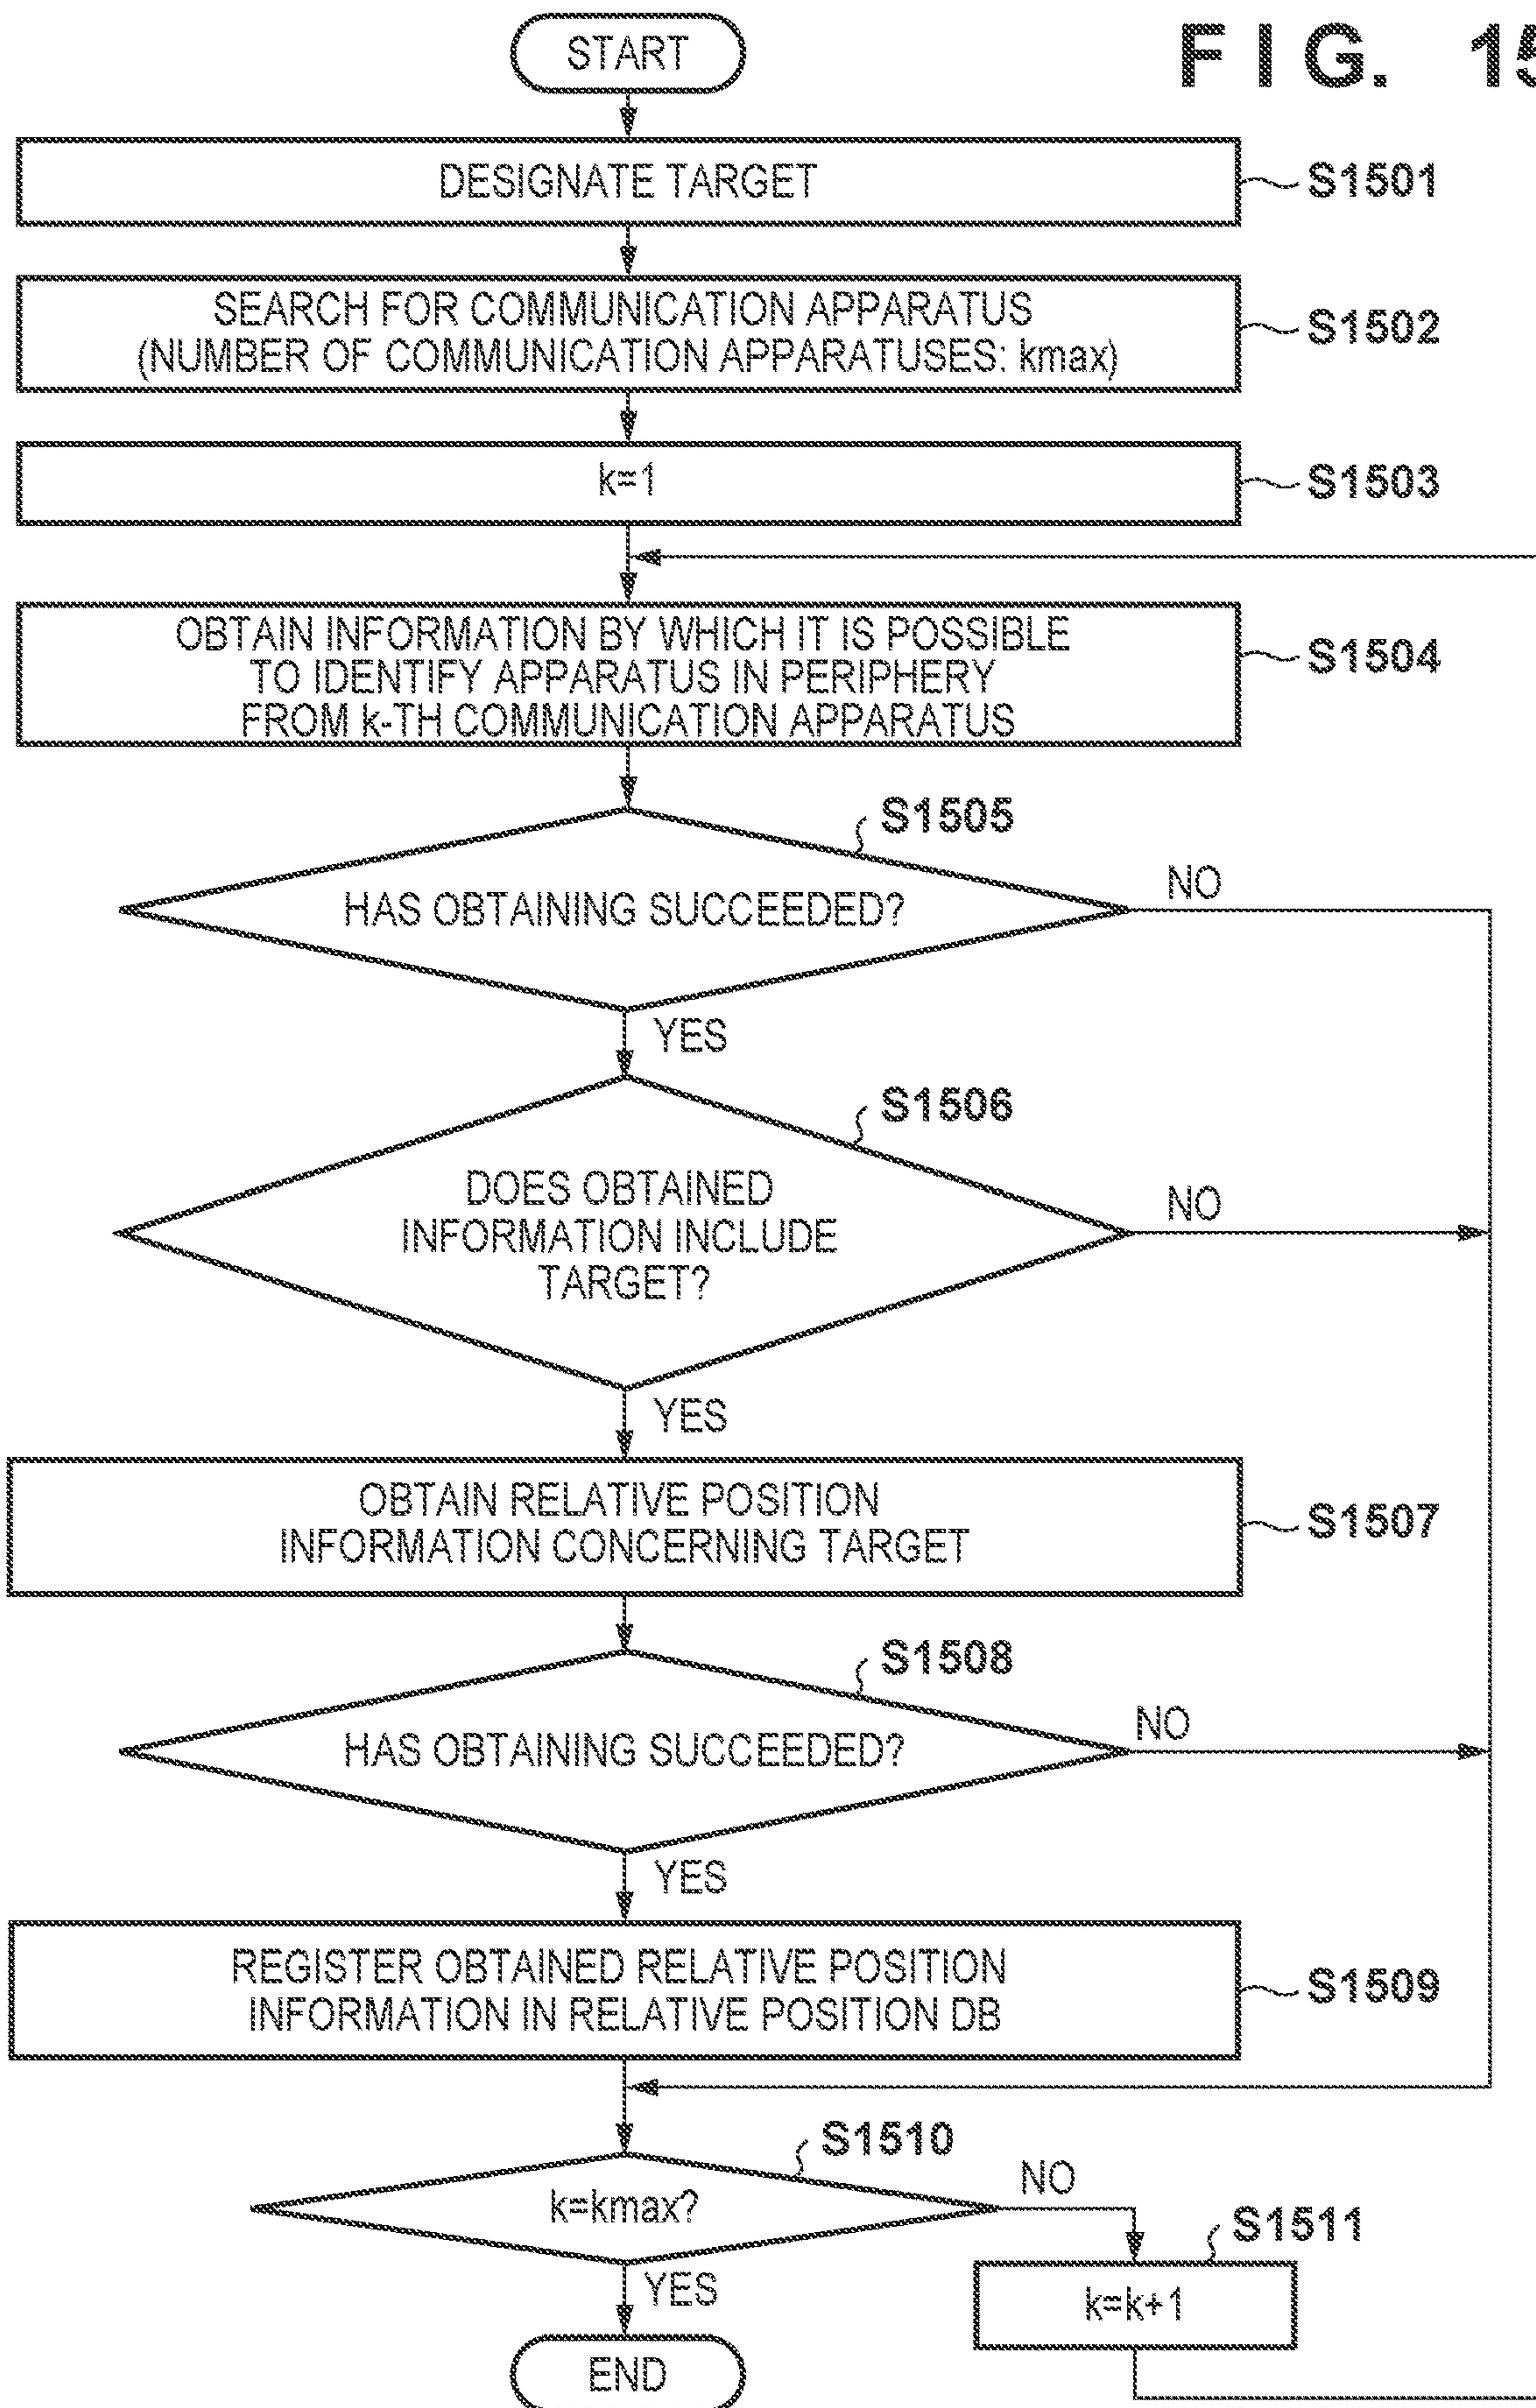 START
FIG. 15
DESIGNATE TARGET
S1501
SEARCH FOR COMMUNICATION APPARATUS
(NUMBER OF COMMUNICATION APPARATUSES: kmax)
S1502
k=1
S1503
OBTAIN INFORMATION BY WHICH IT IS POSSIBLE
TO IDENTIFY APPARATUS IN PERIPHERY
FROM k-TH COMMUNICATION APPARATUS
S1504
S1505
HAS OBTAINING SUCCEEDED?
NO
YES
S1506
DOES OBTAINED
INFORMATION INCLUDE
TARGET?
NO
YES
OBTAIN RELATIVE POSITION
INFORMATION CONCERNING TARGET
S1507
S1508
HAS OBTAINING SUCCEEDED?
NO
YES
REGISTER OBTAINED RELATIVE POSITION
INFORMATION IN RELATIVE POSITION DB
S1509
S1510
k=kmax?
NO
S1511
YES
k=k+1
END